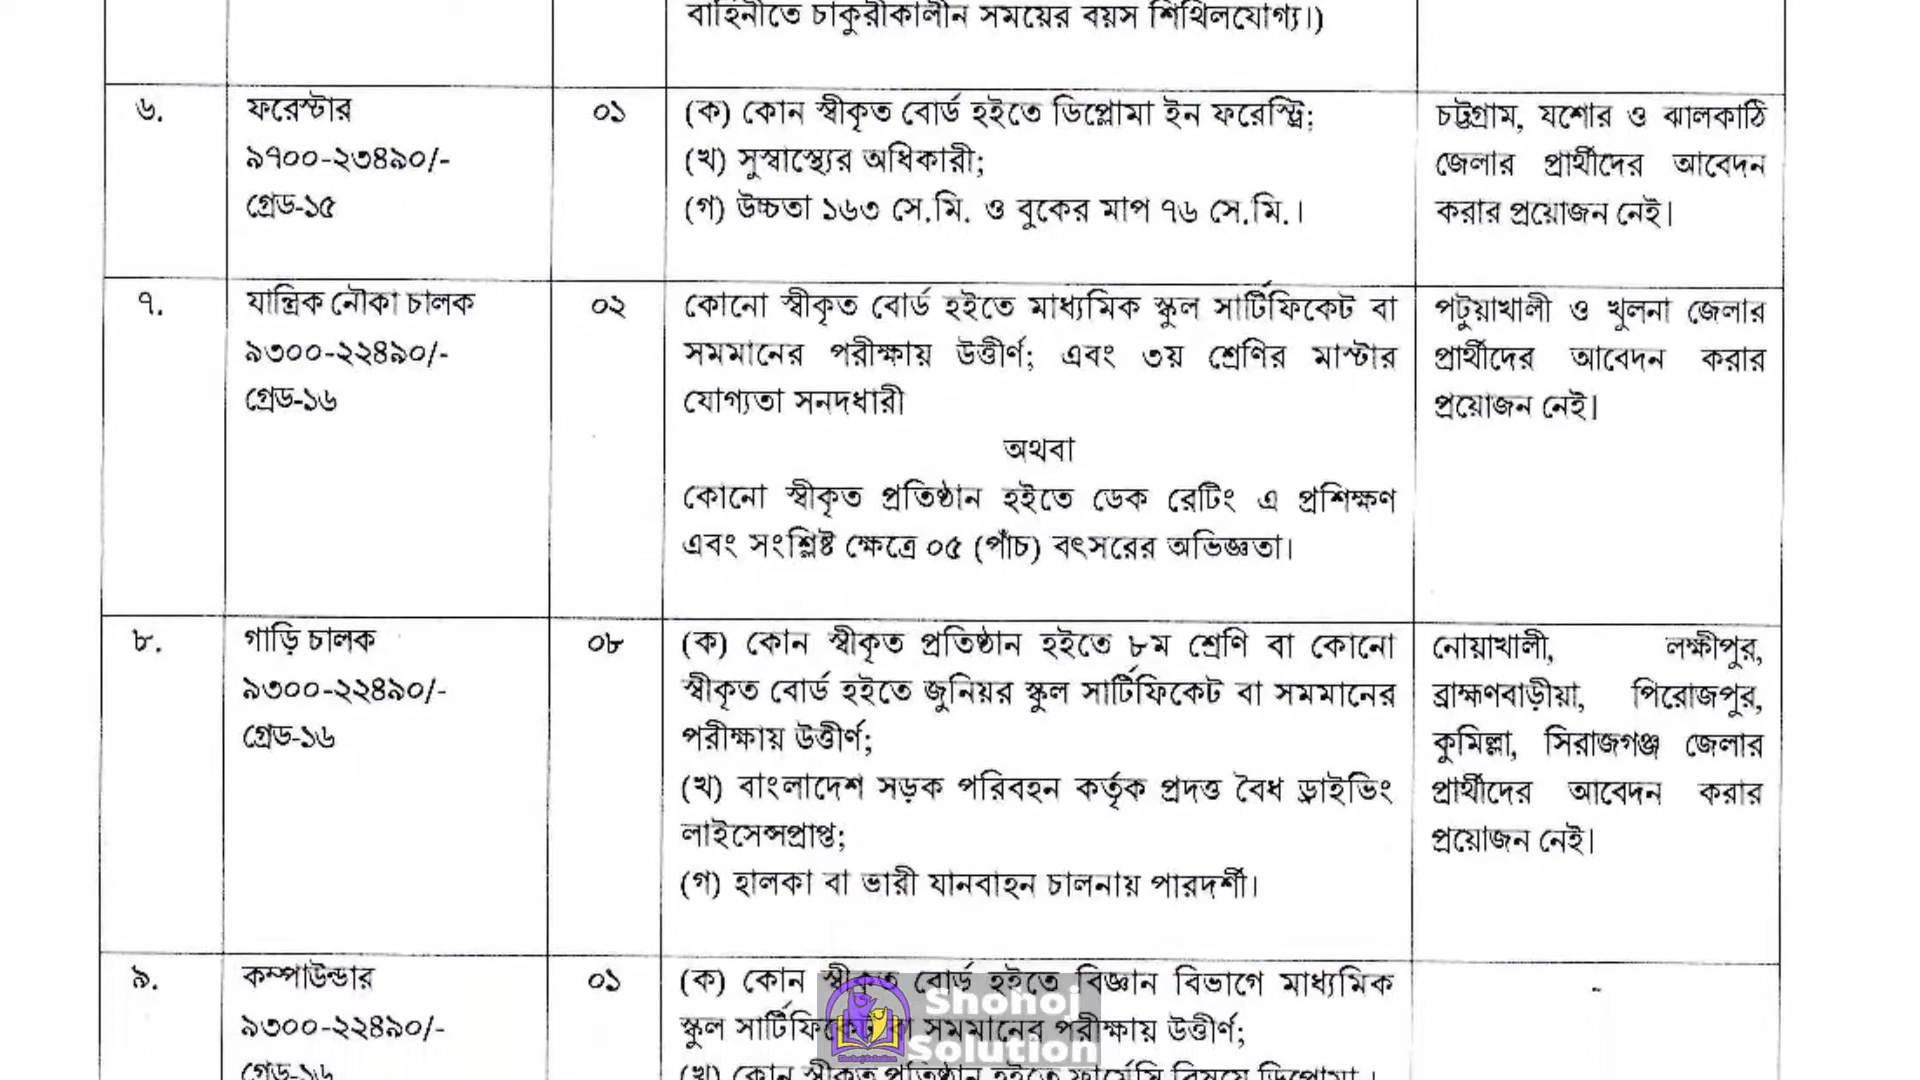 বাহিনীতে চাকুরীকালীন সময়ের বয়স শিথিলযোগ্য।)
৬.
ফরেস্টার
৯৭০০-২৩৪৯০/-
গ্রেড-১৫
০১
(ক) কোন স্বীকৃত বোর্ড হইতে ডিপ্লোমা ইন ফরেস্ট্রি;
(খ) সুস্বাস্থ্যের অধিকারী;
(গ) উচ্চতা ১৬৩ সে.মি. ও বুকের মাপ ৭৬ সে.মি.।
চট্টগ্রাম, যশোর ও ঝালকাঠি
জেলার প্রার্থীদের আবেদন
করার প্রয়োজন নেই।
৭.
যান্ত্রিক নৌকা চালক
৯৩০০-২২৪৯০/-
গ্রেড-১৬
০২
কোনো স্বীকৃত বোর্ড হইতে মাধ্যমিক স্কুল সার্টিফিকেট বা
সমমানের পরীক্ষায় উত্তীর্ণ; এবং ৩য় শ্রেণির মাস্টার
যোগ্যতা সনদধারী
অথবা
কোনো স্বীকৃত প্রতিষ্ঠান হইতে ডেক রেটিং এ প্রশিক্ষণ
এবং সংশ্লিষ্ট ক্ষেত্রে ০৫ (পাঁচ) বৎসরের অভিজ্ঞতা।
পটুয়াখালী ও খুলনা জেলার
প্রার্থীদের আবেদন করার
প্রয়োজন নেই।
৮.
গাড়ি চালক
৯৩০০-২২৪৯০/-
গ্রেড-১৬
০৮
(ক) কোন স্বীকৃত প্রতিষ্ঠান হইতে ৮ম শ্রেণি বা কোনো
স্বীকৃত বোর্ড হইতে জুনিয়র স্কুল সার্টিফিকেট বা সমমানের
পরীক্ষায় উত্তীর্ণ;
(খ) বাংলাদেশ সড়ক পরিবহন কর্তৃক প্রদত্ত বৈধ ড্রাইভিং
লাইসেন্সপ্রাপ্ত;
(গ) হালকা বা ভারী যানবাহন চালনায় পারদর্শী।
নোয়াখালী, লক্ষীপুর,
ব্রাহ্মণবাড়ীয়া, পিরোজপুর,
কুমিল্লা, সিরাজগঞ্জ জেলার
প্রার্থীদের আবেদন করার
প্রয়োজন নেই।
৯.
কম্পাউন্ডার
৯৩০০-২২৪৯০/-
গ্রেড-১৬
০১
(ক) কোন স্বীকৃত বোর্ড হইতে বিজ্ঞান বিভাগে মাধ্যমিক
স্কুল সার্টিফিকেট বা সমমানের পরীক্ষায় উত্তীর্ণ;
(খ) কোন স্বীকৃত প্রতিষ্ঠান হইতে ফার্মেসি বিষয়ে ডিপ্লোমা।
-
Shohoj
Solution